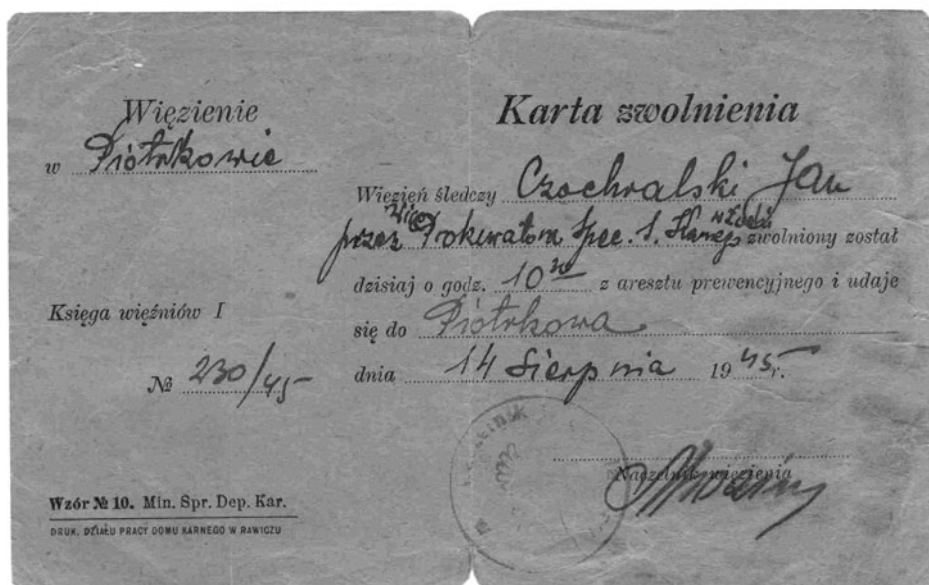 Więzienie
w Piotrkowie
Księga więźniów I
№ 230/45
Wzór № 10. Min. Spr. Dep. Kar.
DRUK. DZIAŁU PRACY DOMU KARNEGO W RAWICZU
Karta zwolnienia
Więzień śledczy Czochralski Jan
przez Wice Prokuratora Spec. S. Karnego w Łodzi zwolniony został
dzisiaj o godz. 10 z aresztu prewencyjnego i udaje
się do Piotrkowa
dnia 14 Sierpnia 1945 r.
Naczelnik więzienia